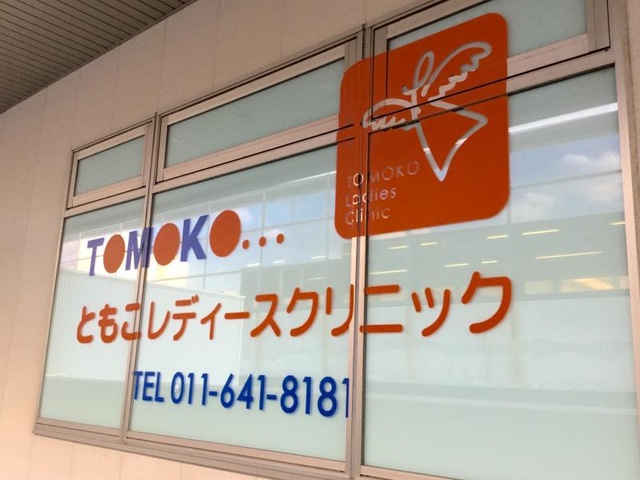 TOMOKO
Ladies
Clinic
TOMOKO...
ともこレディースクリニック
TEL 011-641-8181